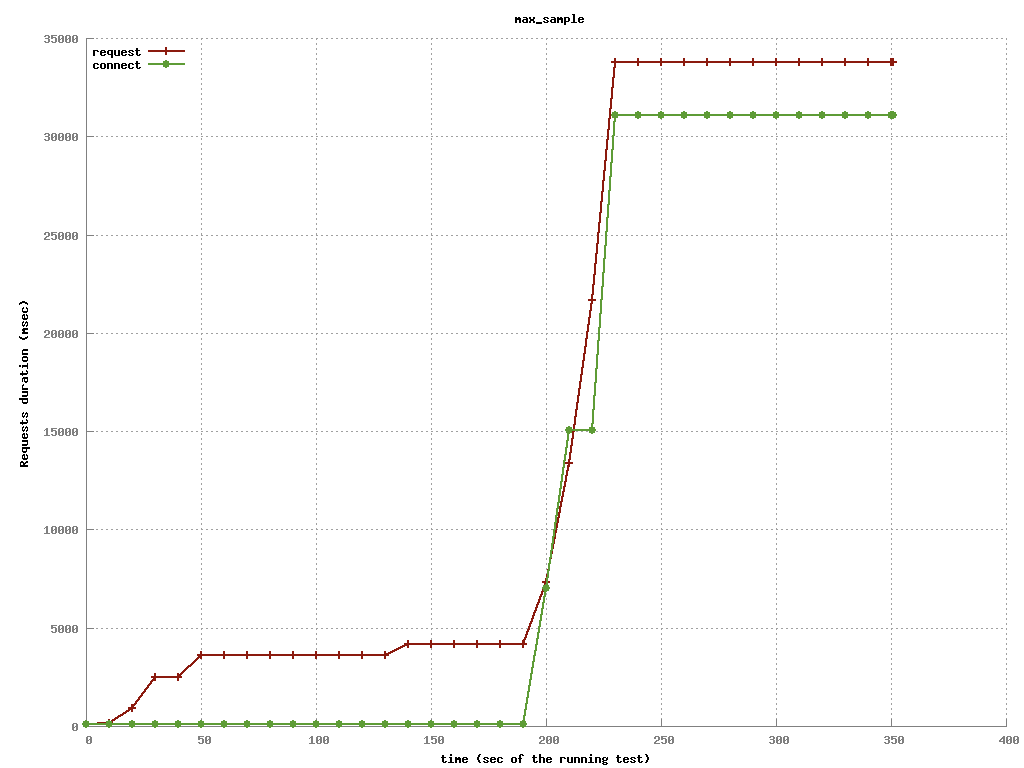 max_sample
35000
request
connect
30000
25000
20000
Requests duration (msec)
15000
10000
5000
0
0 50 100 150 200 250 300 350 400
time (sec of the running test)